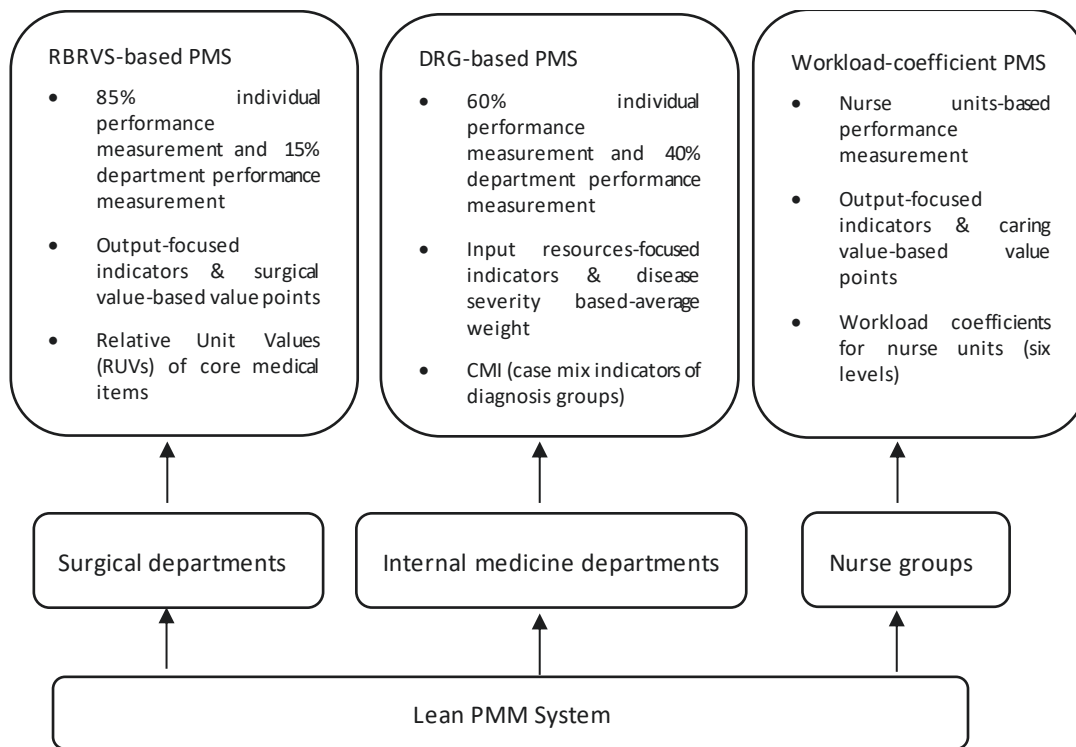 RBRVS-based PMS
• 85% individual
performance
measurement and 15%
department performance
measurement
• Output-focused
indicators & surgical
value-based value points
• Relative Unit Values
(RUVs) of core medical
items
DRG-based PMS
• 60% individual
performance
measurement and 40%
department performance
measurement
• Input resources-focused
indicators & disease
severity based-average
weight
• CMI (case mix indicators of
diagnosis groups)
Workload-coefficient PMS
• Nurse units-based
performance
measurement
• Output-focused
indicators & caring
value-based value
points
• Workload coefficients
for nurse units (six
levels)
Surgical departments
Internal medicine departments
Nurse groups
Lean PMM System